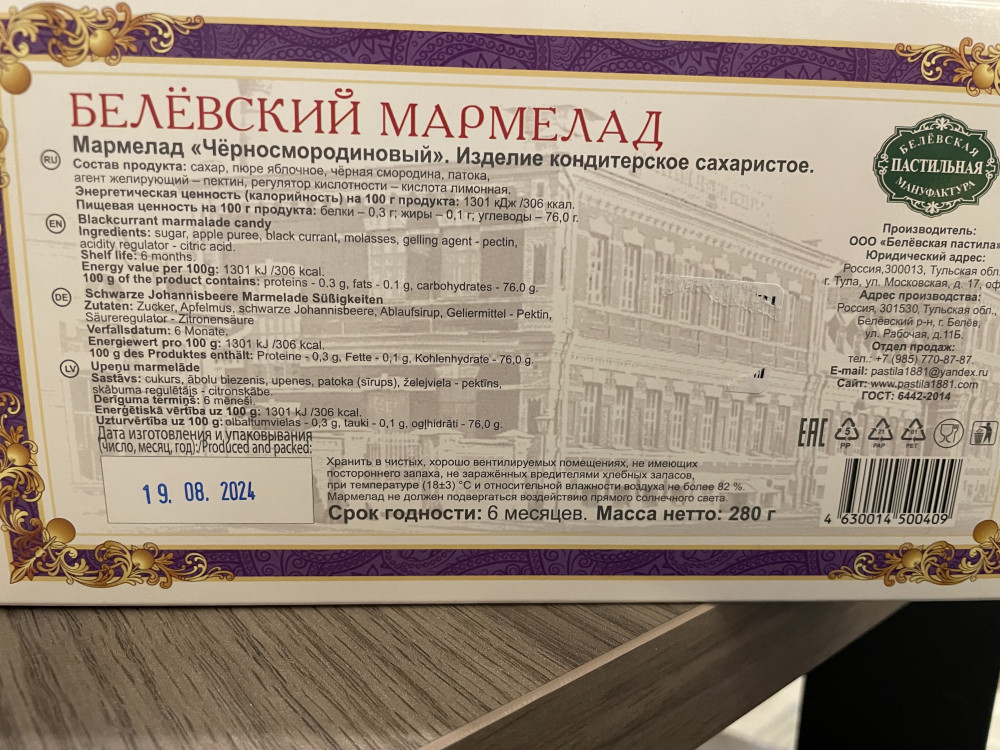 БЕЛЁВСКИЙ МАРМЕЛАД
Мармелад «Чёрносмородиновый». Изделие кондитерское сахаристое.
RU
Состав продукта: сахар, пюре яблочное, чёрная смородина, патока,
агент желирующий – пектин, регулятор кислотности – кислота лимонная.
Энергетическая ценность (калорийность) на 100 г продукта: 1301 кДж /306 ккал.
Пищевая ценность на 100 г продукта: белки – 0,3 г; жиры – 0,1 г; углеводы – 76,0 г.
EN
Blackcurrant marmalade candy
Ingredients: sugar, apple puree, black currant, molasses, gelling agent - pectin,
acidity regulator - citric acid.
Shelf life: 6 months.
Energy value per 100g: 1301 kJ /306 kcal.
100 g of the product contains: proteins - 0.3 g, fats - 0.1 g, carbohydrates - 76.0 g.
DE
Schwarze Johannisbeere Marmelade Süßigkeiten
Zutaten: Zucker, Apfelmus, schwarze Johannisbeere, Ablaufsirup, Geliermittel - Pektin,
Säureregulator - Zitronensäure
Verfallsdatum: 6 Monate.
Energiewert pro 100 g: 1301 kJ /306 kcal.
100 g des Produktes enthält: Proteine - 0,3 g, Fette - 0,1 g, Kohlenhydrate - 76,0 g.
LV
Upeņu marmelāde
Sastāvs: cukurs, ābolu biezenis, upenes, patoka (sīrups), želejviela - pektīns,
skābuma regulētājs - citronskābe.
Derīguma termiņš: 6 mēneši
Enerģētiskā vērtība uz 100 g: 1301 kJ /306 kcal.
Uzturvērtība uz 100 g: olbaltumvielas - 0,3 g, tauki - 0,1 g, ogļhidrāti - 76,0 g.
Дата изготовления и упаковывания
(число, месяц, год):/Produced and packed:
19. 08. 2024
Хранить в чистых, хорошо вентилируемых помещениях, не имеющих
постороннего запаха, не заражённых вредителями хлебных запасов,
при температуре (18±3) °С и относительной влажности воздуха не более 82 %.
Мармелад не должен подвергаться воздействию прямого солнечного света.
Срок годности: 6 месяцев. Масса нетто: 280 г
БЕЛЁВСКАЯ
ПАСТИЛЬНАЯ
МАНУФАКТУРА
Производитель:
ООО «Белёвская пастила»
Юридический адрес:
Россия,300013, Тульская обл.
г. Тула, ул. Московская, д. 17, оф
Адрес производства:
Россия, 301530, Тульская обл.,
Белёвский р-н, г. Белёв,
ул. Рабочая, д.11Б.
Отдел продаж:
тел.: +7 (985) 770-87-87.
E-mail: pastila1881@yandex.ru
Сайт: www.pastila1881.com
ГОСТ: 6442-2014
EAC
5
PP
21
PAP
01
PET
4 630014 500409